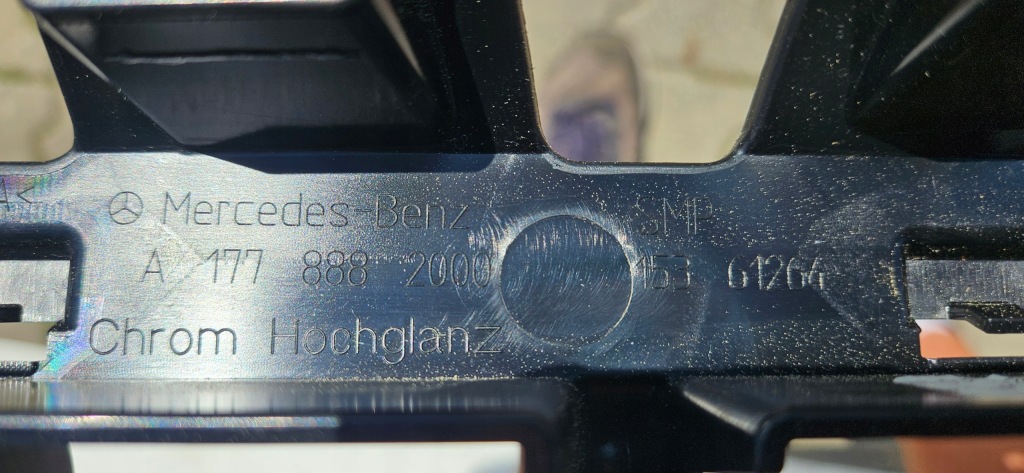 Mercedes-Benz SMP
A 177 888 2000 153 61264
Chrom Hochglanz